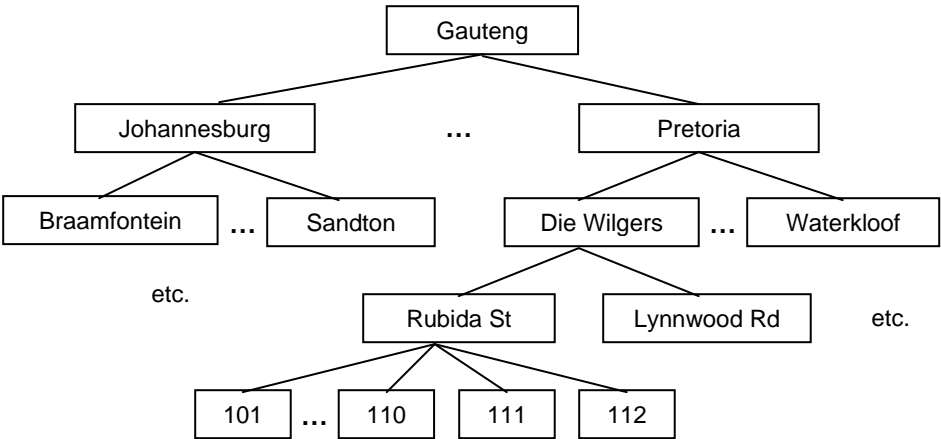 Gauteng
Johannesburg ... Pretoria
Braamfontein ... Sandton Die Wilgers ... Waterkloof
etc. Rubida St Lynnwood Rd etc.
101 ... 110 111 112